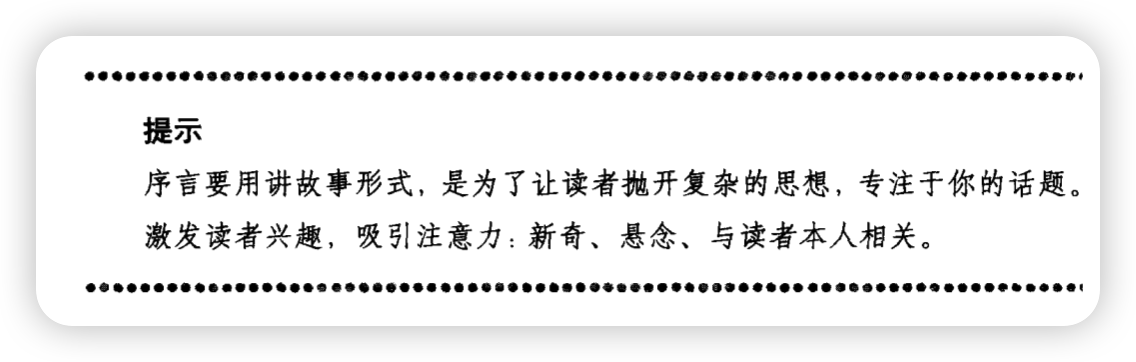 提示
序言要用讲故事形式，是为了让读者抛开复杂的思想，专注于你的话题。
激发读者兴趣，吸引注意力：新奇、悬念、与读者本人相关。